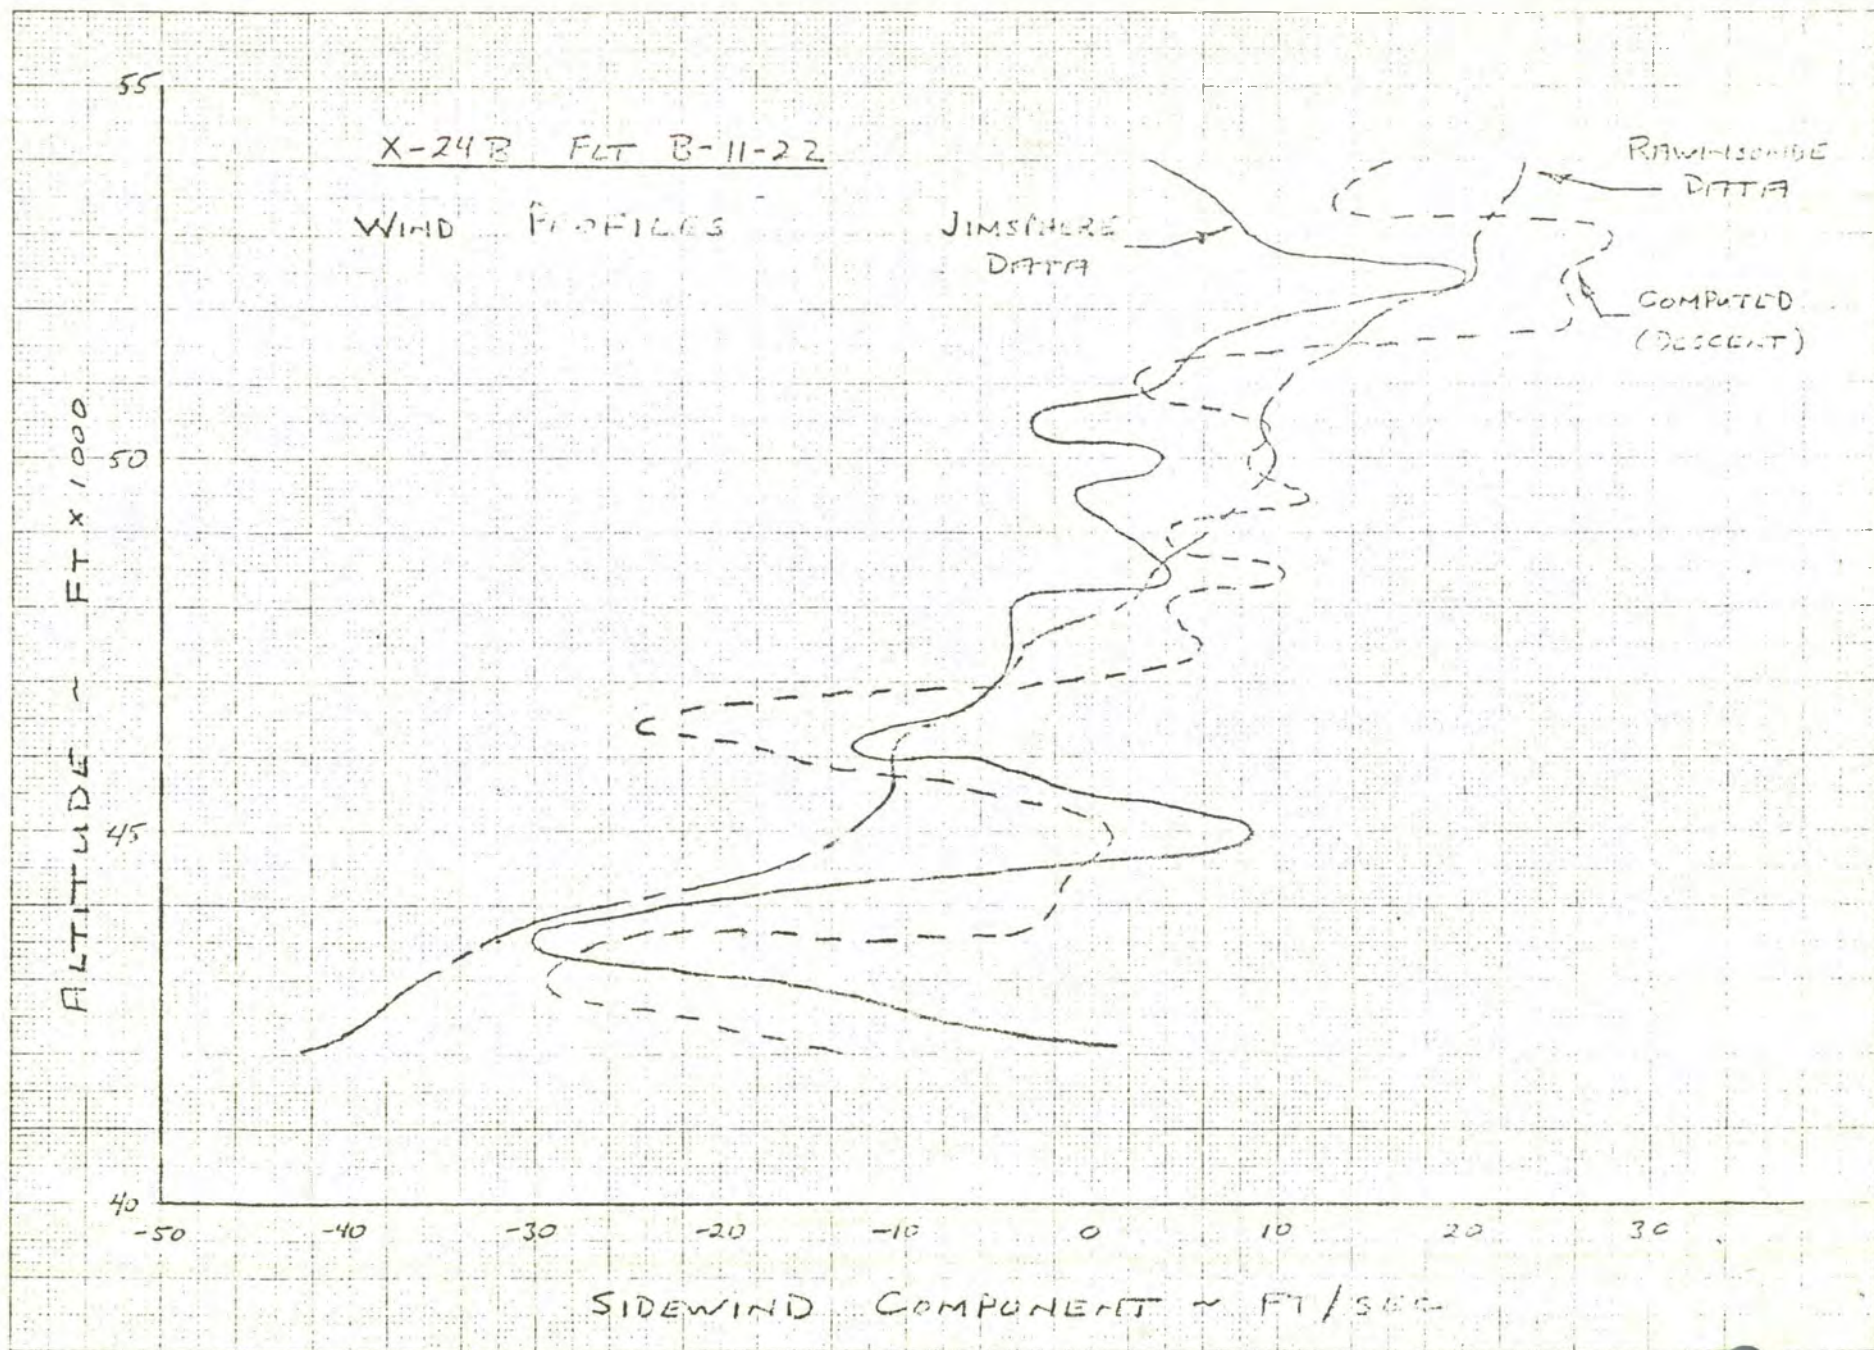 55
X-24B FLT B-11-22
WIND PROFILES
JIMSPHERE
DATA
RAWINSONDE
DATA
COMPUTED
(DESCENT)
ALTITUDE ~ FT x 1000
50
45
40
-50 -40 -30 -20 -10 0 10 20 30
SIDEWIND COMPONENT ~ FT/SEC